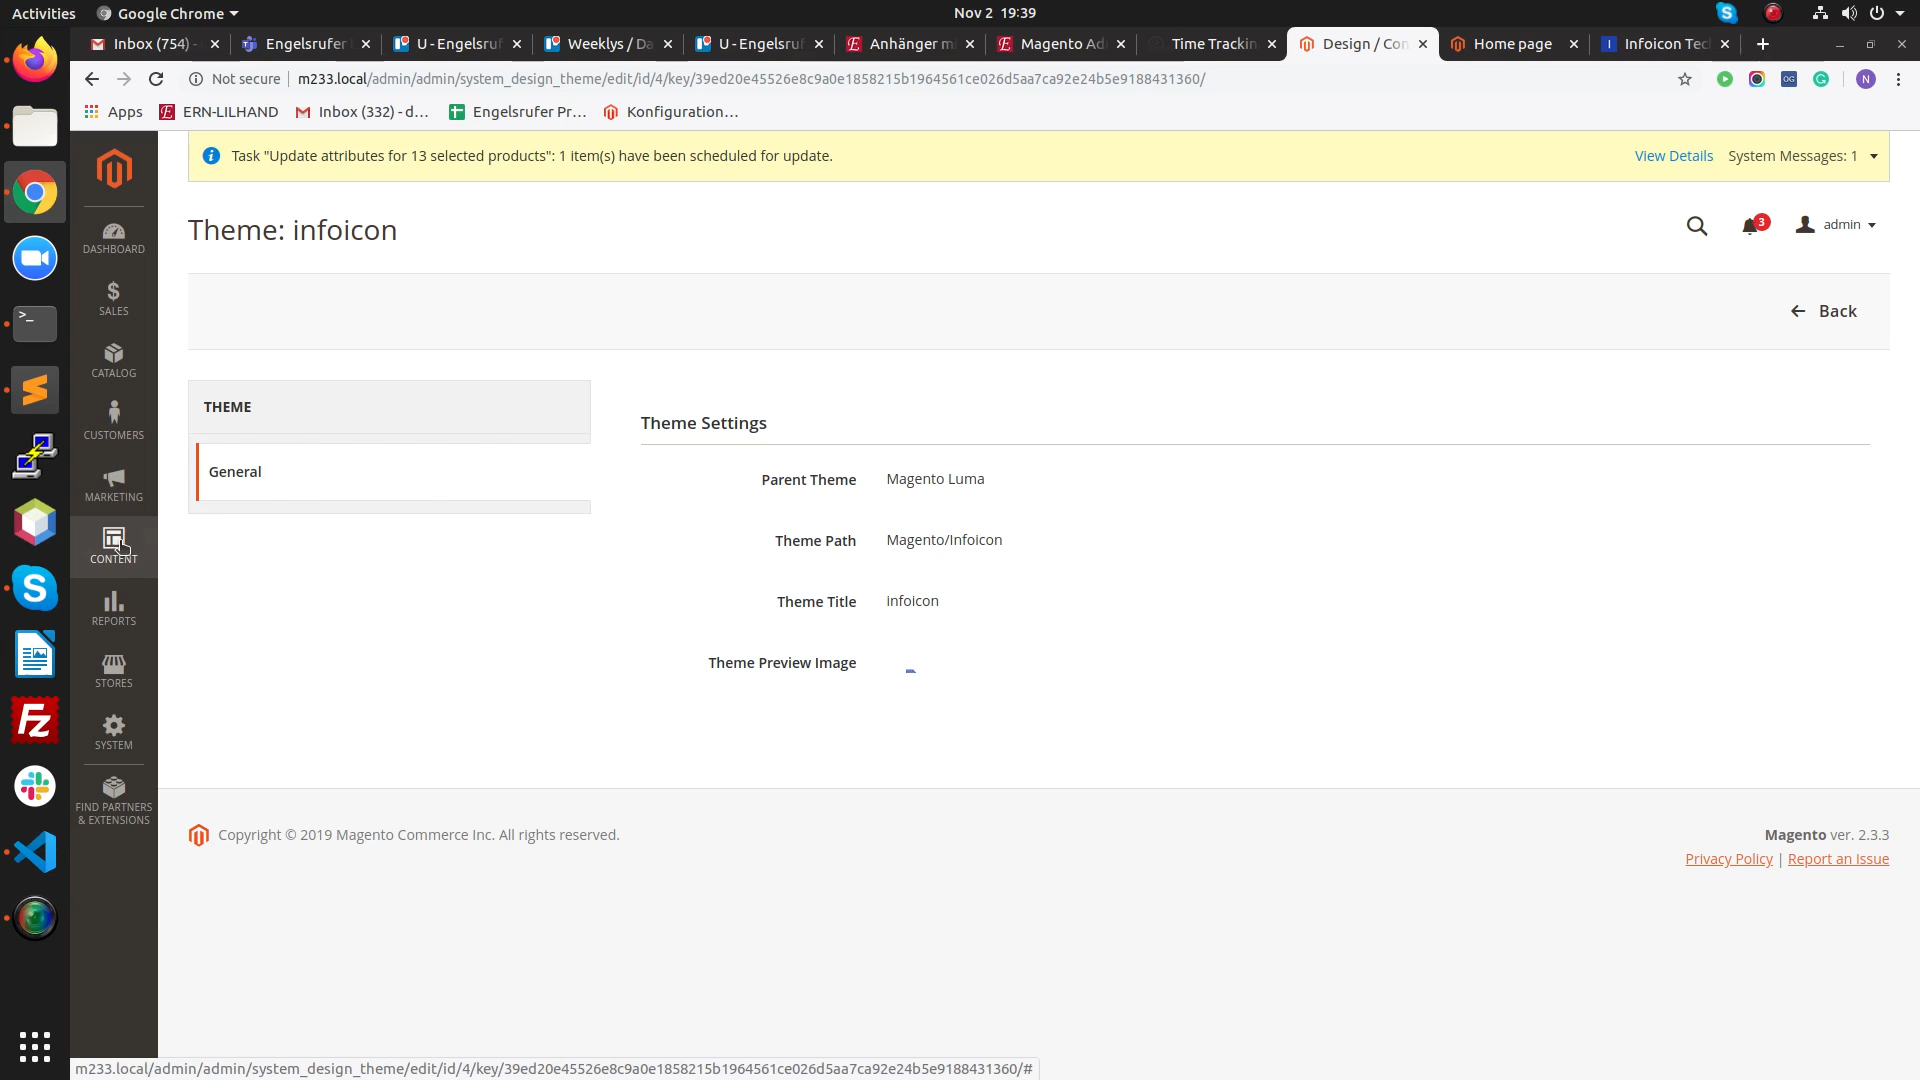 Activities
Google Chrome
Nov 2 19:39
Inbox (754) -
Engelsrufer
U - Engelsruf
Weeklys / Da
U - Engelsruf
Anhänger m
Magento Ad
Time Trackin
Design / Con
Home page
Infoicon Tec
Not secure
m233.local/admin/admin/system_design_theme/edit/id/4/key/39ed20e45526e8c9a0e1858215b1964561ce026d5aa7ca92e24b5e9188431360/
Apps
ERN-LILHAND
Inbox (332) - d...
Engelsrufer Pr...
Konfiguration...
Task "Update attributes for 13 selected products": 1 item(s) have been scheduled for update.
View Details
System Messages: 1
Theme: infoicon
3
admin
Back
DASHBOARD
SALES
CATALOG
CUSTOMERS
MARKETING
CONTENT
REPORTS
STORES
SYSTEM
FIND PARTNERS
& EXTENSIONS
THEME
General
Theme Settings
Parent Theme Magento Luma
Theme Path Magento/Infoicon
Theme Title infoicon
Theme Preview Image
Copyright © 2019 Magento Commerce Inc. All rights reserved.
Magento ver. 2.3.3
Privacy Policy | Report an Issue
m233.local/admin/admin/system_design_theme/edit/id/4/key/39ed20e45526e8c9a0e1858215b1964561ce026d5aa7ca92e24b5e9188431360/#